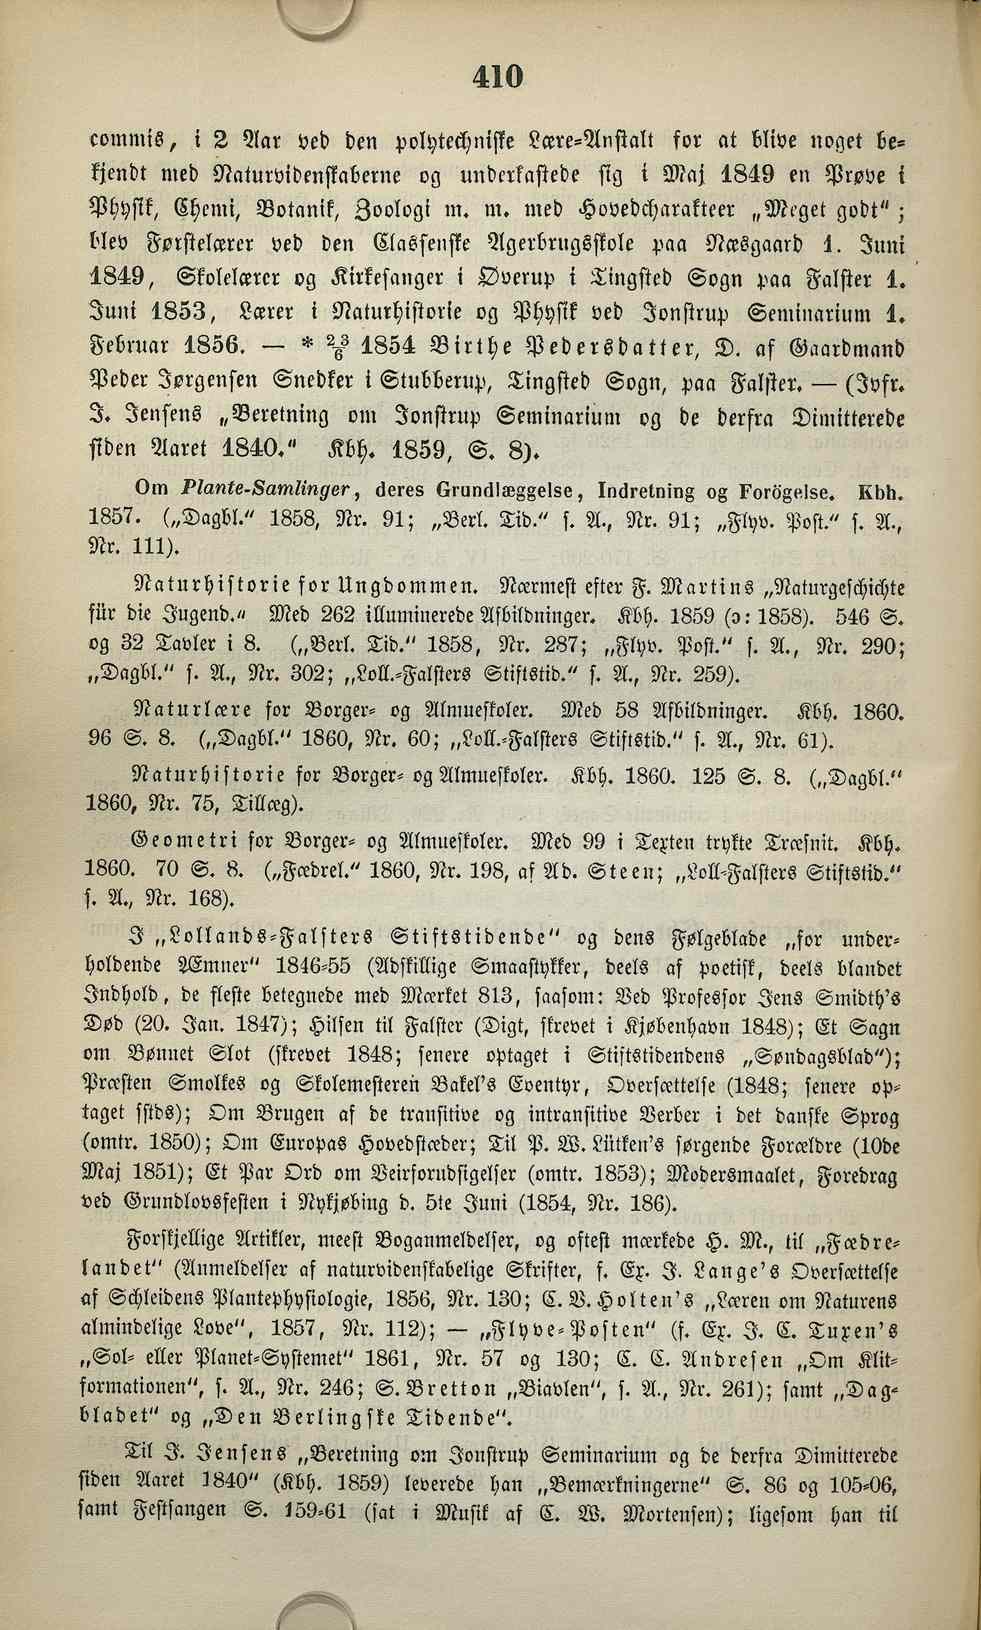 410
commis, i 2 Aar ved den polytechniske Lære-Anstalt for at blive noget be-
kjendt med Naturvidenskaberne og underkastede sig i Maj 1849 en Prøve i
Physik, Chemi, Botanik, Zoologi m. m. med Hovedcharakteer „Meget godt";
blev Førstelærer ved den Classenske Agerbrugsskole paa Næsgaard 1. Juni
1849, Skolelærer og Kirkesanger i Øverup i Tingsted Sogn paa Falster 1.
Juni 1853, Lærer i Naturhistorie og Physik ved Jonstrup Seminarium 1.
Februar 1856. — * 23/6 1854 Birthe Pedersdatter, D. af Gaardmand
Peder Jørgensen Snedker i Stubberup, Tingsted Sogn, paa Falster. — (Jvfr.
J. Jensens „Beretning om Jonstrup Seminarium og de derfra Dimitterede
siden Aaret 1840." Kbh. 1859, S. 8).
Om Plante-Samlinger, deres Grundlæggelse, Indretning og Forögelse. Kbh.
1857. („Dagbl." 1858, Nr. 91; „Berl. Tid." s. A., Nr. 91; „Flyv. Post." s. A.,
Nr. 111).
Naturhistorie for Ungdommen. Nærmest efter F. Martins „Naturgeschichte
für die Jugend." Med 262 illuminerede Afbildninger. Kbh. 1859 (ɔ: 1858). 546 S.
og 32 Tavler i 8. („Berl. Tid." 1858, Nr. 287; „Flyv. Post." s. A., Nr. 290;
„Dagbl." s. A., Nr. 302; „Loll.-Falsters Stiftstid." s. A., Nr. 259).
Naturlære for Borger- og Almueskoler. Med 58 Afbildninger. Kbh. 1860.
96 S. 8. („Dagbl." 1860, Nr. 60; „Loll.-Falsters Stiftstid." s. A., Nr. 61).
Naturhistorie for Borger- og Almueskoler. Kbh. 1860. 125 S. 8. („Dagbl."
1860, Nr. 75, Tillæg).
Geometri for Borger- og Almueskoler. Med 99 i Texten trykte Træsnit. Kbh.
1860. 70 S. 8. („Fædrel." 1860, Nr. 198, af Ad. Steen; „Loll-Falsters Stiftstid."
s. A., Nr. 168).
I „Lollands-Falsters Stiftstidende" og dens Følgeblade „for under-
holdende Æmner" 1846-55 (Adskillige Smaastykker, deels af poetisk, deels blandet
Indhold, de fleste betegnede med Mærket 813, saasom: Ved Professor Jens Smidth's
Død (20. Jan. 1847); Hilsen til Falster (Digt, skrevet i Kjøbenhavn 1848); Et Sagn
om Bønnet Slot (skrevet 1848; senere optaget i Stiftstidendens „Søndagsblad");
Præsten Smolkes og Skolemesteren Bakel's Eventyr, Oversættelse (1848; senere op-
taget sstds); Om Brugen af de transitive og intransitive Verber i det danske Sprog
(omtr. 1850); Om Europas Hovedstæder; Til P. W. Lütken's sørgende Forældre (10de
Maj 1851); Et Par Ord om Veirforudsigelser (omtr. 1853); Modersmaalet, Foredrag
ved Grundlovsfesten i Nykjøbing d. 5te Juni (1854, Nr. 186).
Forskjellige Artikler, meest Boganmeldelser, og oftest mærkede H. M., til „Fædre-
landet" (Anmeldelser af naturvidenskabelige Skrifter, f. Ex. J. Lange's Oversættelse
af Schleidens Plantephysiologie, 1856, Nr. 130; C. V. Holten's „Læren om Naturens
almindelige Love", 1857, Nr. 112); — „Flyve-Posten" (f. Ex. J. C. Tuxen's
„Sol- eller Planet-Systemet" 1861, Nr. 57 og 130; C. C. Andresen „Om Klit-
formationen", s. A., Nr. 246; S. Bretton „Biavlen", s. A., Nr. 261); samt „Dag-
bladet" og „Den Berlingske Tidende".
Til J. Jensens „Beretning om Jonstrup Seminarium og de derfra Dimitterede
siden Aaret 1840" (Kbh. 1859) leverede han „Bemærkningerne" S. 86 og 105-06,
samt Festsangen S. 159-61 (sat i Musik af C. W. Mortensen); ligesom han til